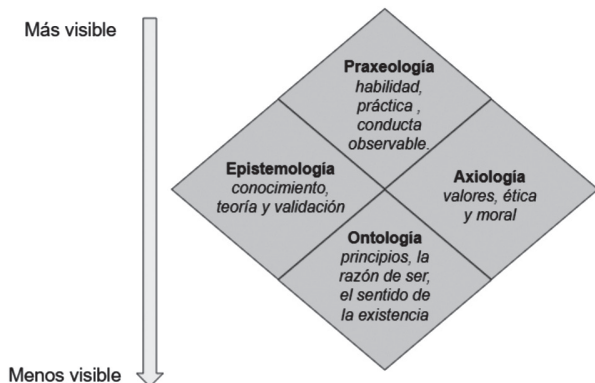 Más visible
Praxeología
habilidad,
práctica ,
conducta
observable.
Epistemología
conocimiento,
teoría y validación
Axiología
valores, ética
y moral
Ontología
principios, la
razón de ser,
el sentido de
la existencia
Menos visible